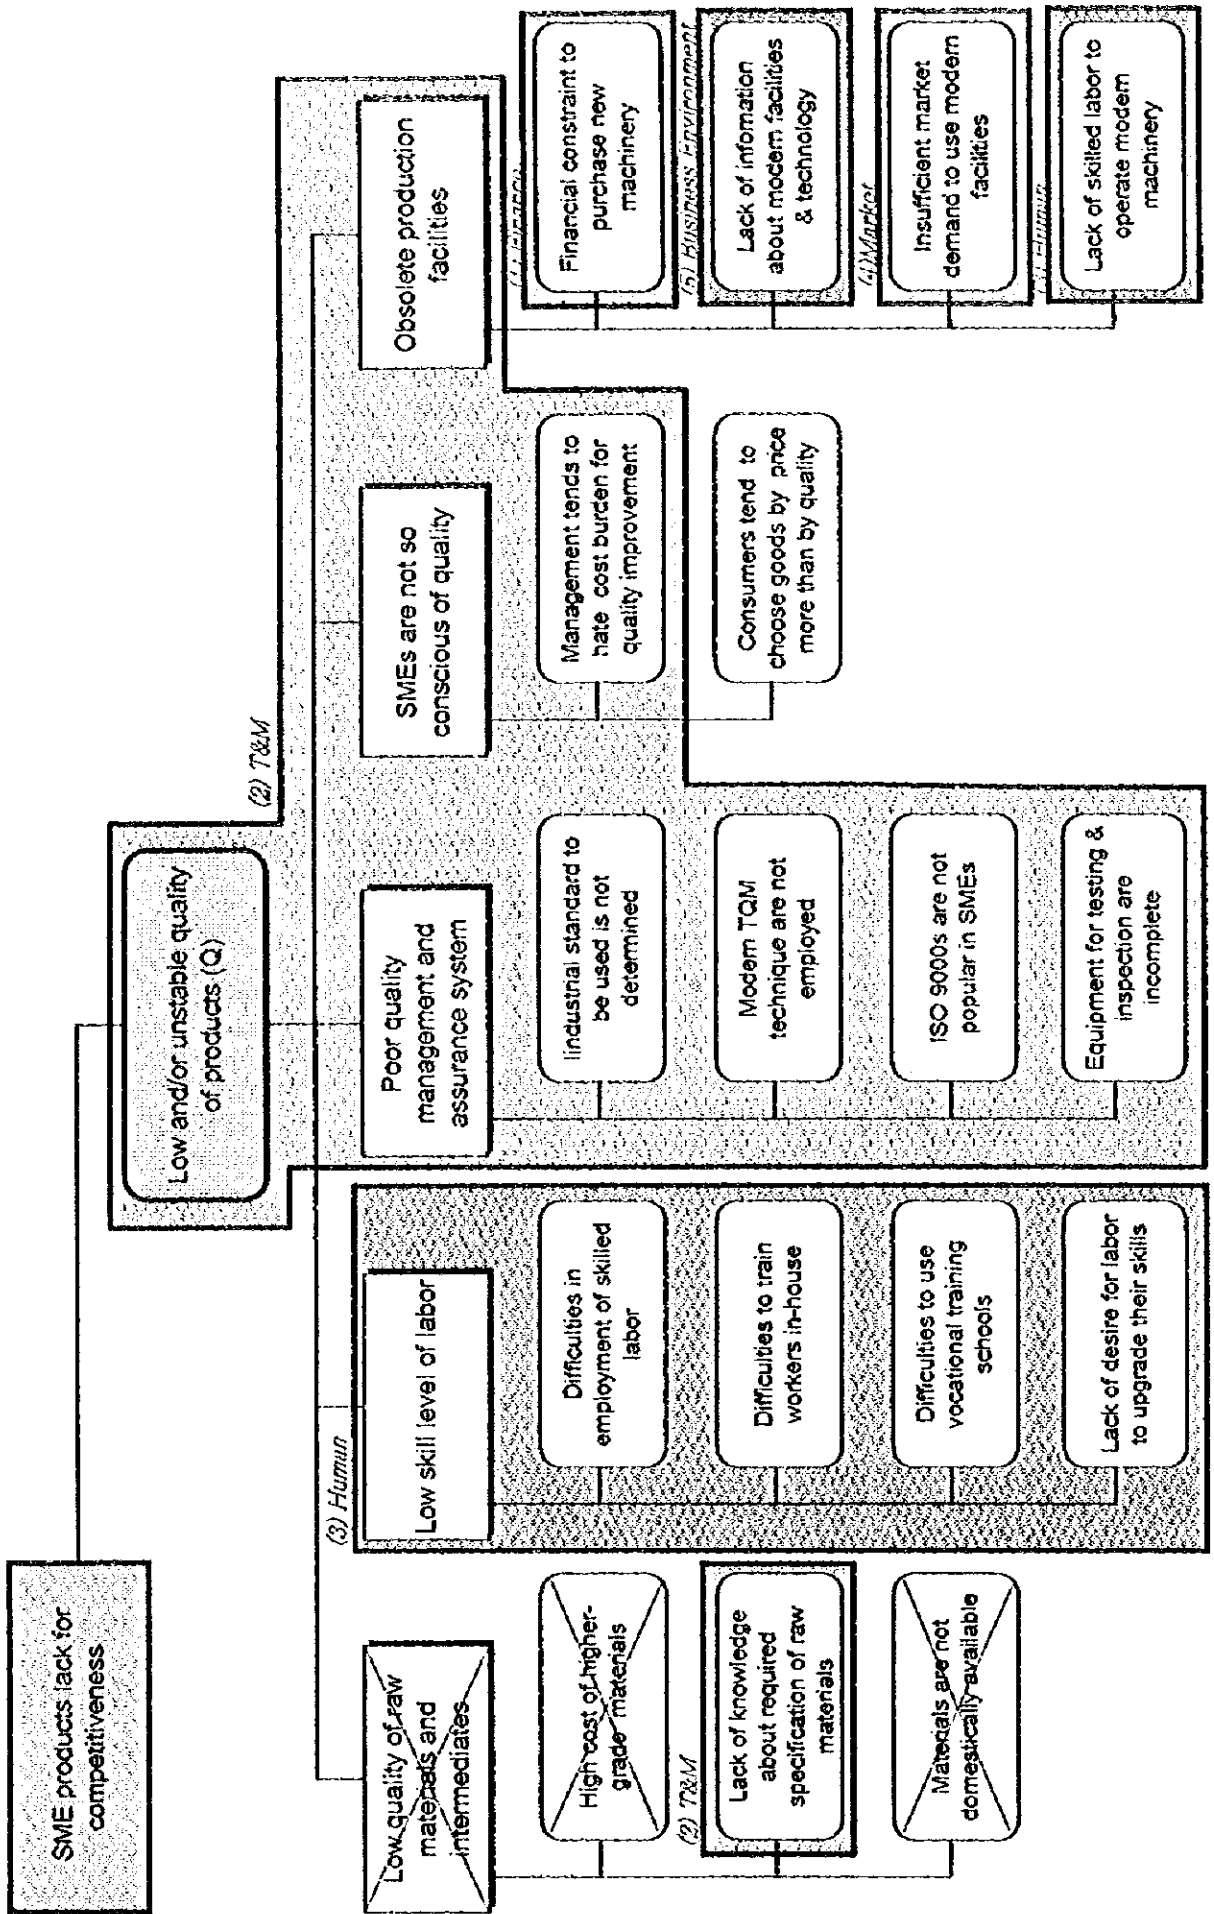 SME products lack for
competitiveness
Low and/or unstable quality
of products (Q)
(2) T&M
Low quality of raw
materials and
intermediates
High cost of higher-
grade materials
(2) T&M
Lack of knowledge
about required
specification of raw
materials
Materials are not
domestically available
(3) Human
Low skill level of labor
Difficulties in
employment of skilled
labor
Difficulties to train
workers in-house
Difficulties to use
vocational training
schools
Lack of desire for labor
to upgrade their skills
Poor quality
management and
assurance system
Iindustrial standard to
be used is not
determined
Modern TQM
technique are not
employed
ISO 9000s are not
popular in SMEs
Equipment for testing &
inspection are
incomplete
SMEs are not so
conscious of quality
Management tends to
hate cost burden for
quality improvement
Consumers tend to
choose goods by price
more than by quality
Obsolete production
facilities
(1) Finance
Financial constraint to
purchase new
machinery
(5) Business Environment
Lack of infomation
about modern facilities
& technology
(4) Market
Insufficient market
demand to use modern
facilities
(3) Human
Lack of skilled labor to
operate modern
machinery